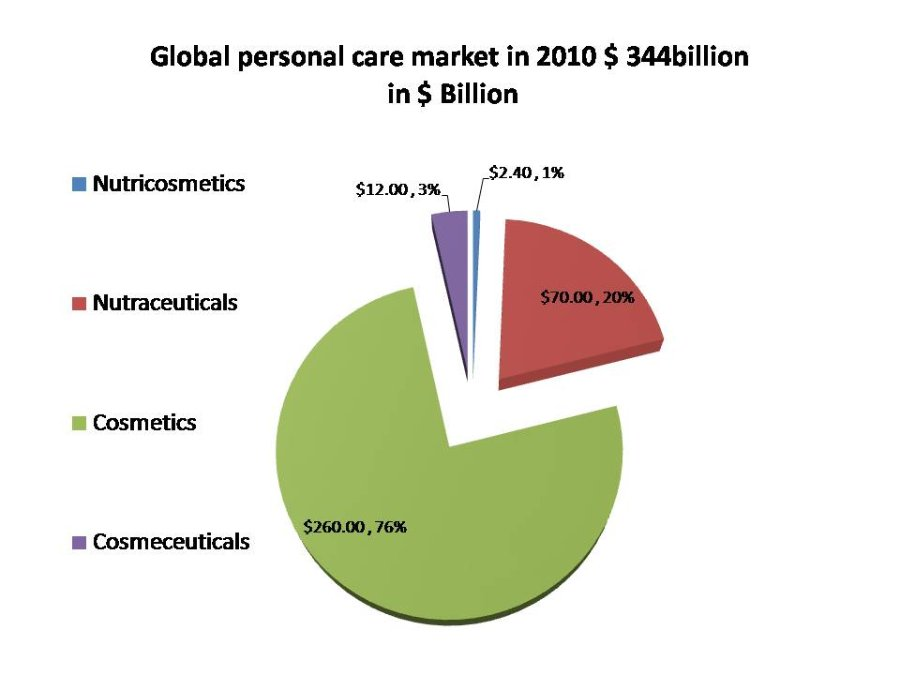 Global personal care market in 2010 $ 344billion
in $ Billion
Nutricosmetics
Nutraceuticals
Cosmetics
Cosmeceuticals
$12.00 , 3%
$2.40 , 1%
$70.00 , 20%
$260.00 , 76%